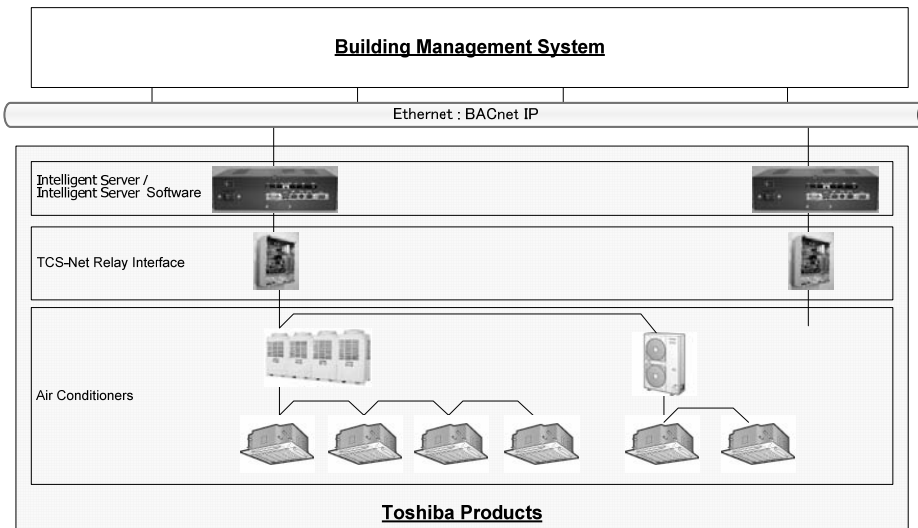 Building Management System
Ethernet : BACnet IP
Intelligent Server /
Intelligent Server Software
TCS-Net Relay Interface
Air Conditioners
Toshiba Products